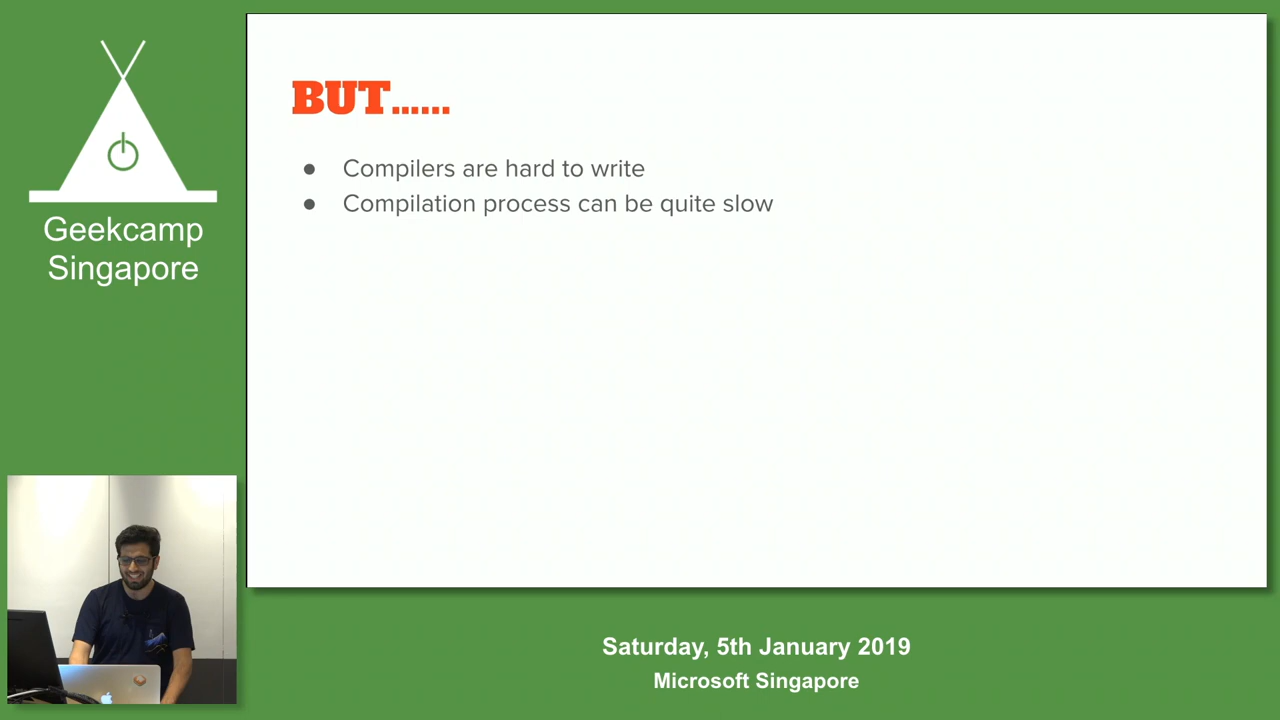 Geekcamp
Singapore
BUT......
● Compilers are hard to write
● Compilation process can be quite slow
Saturday, 5th January 2019
Microsoft Singapore